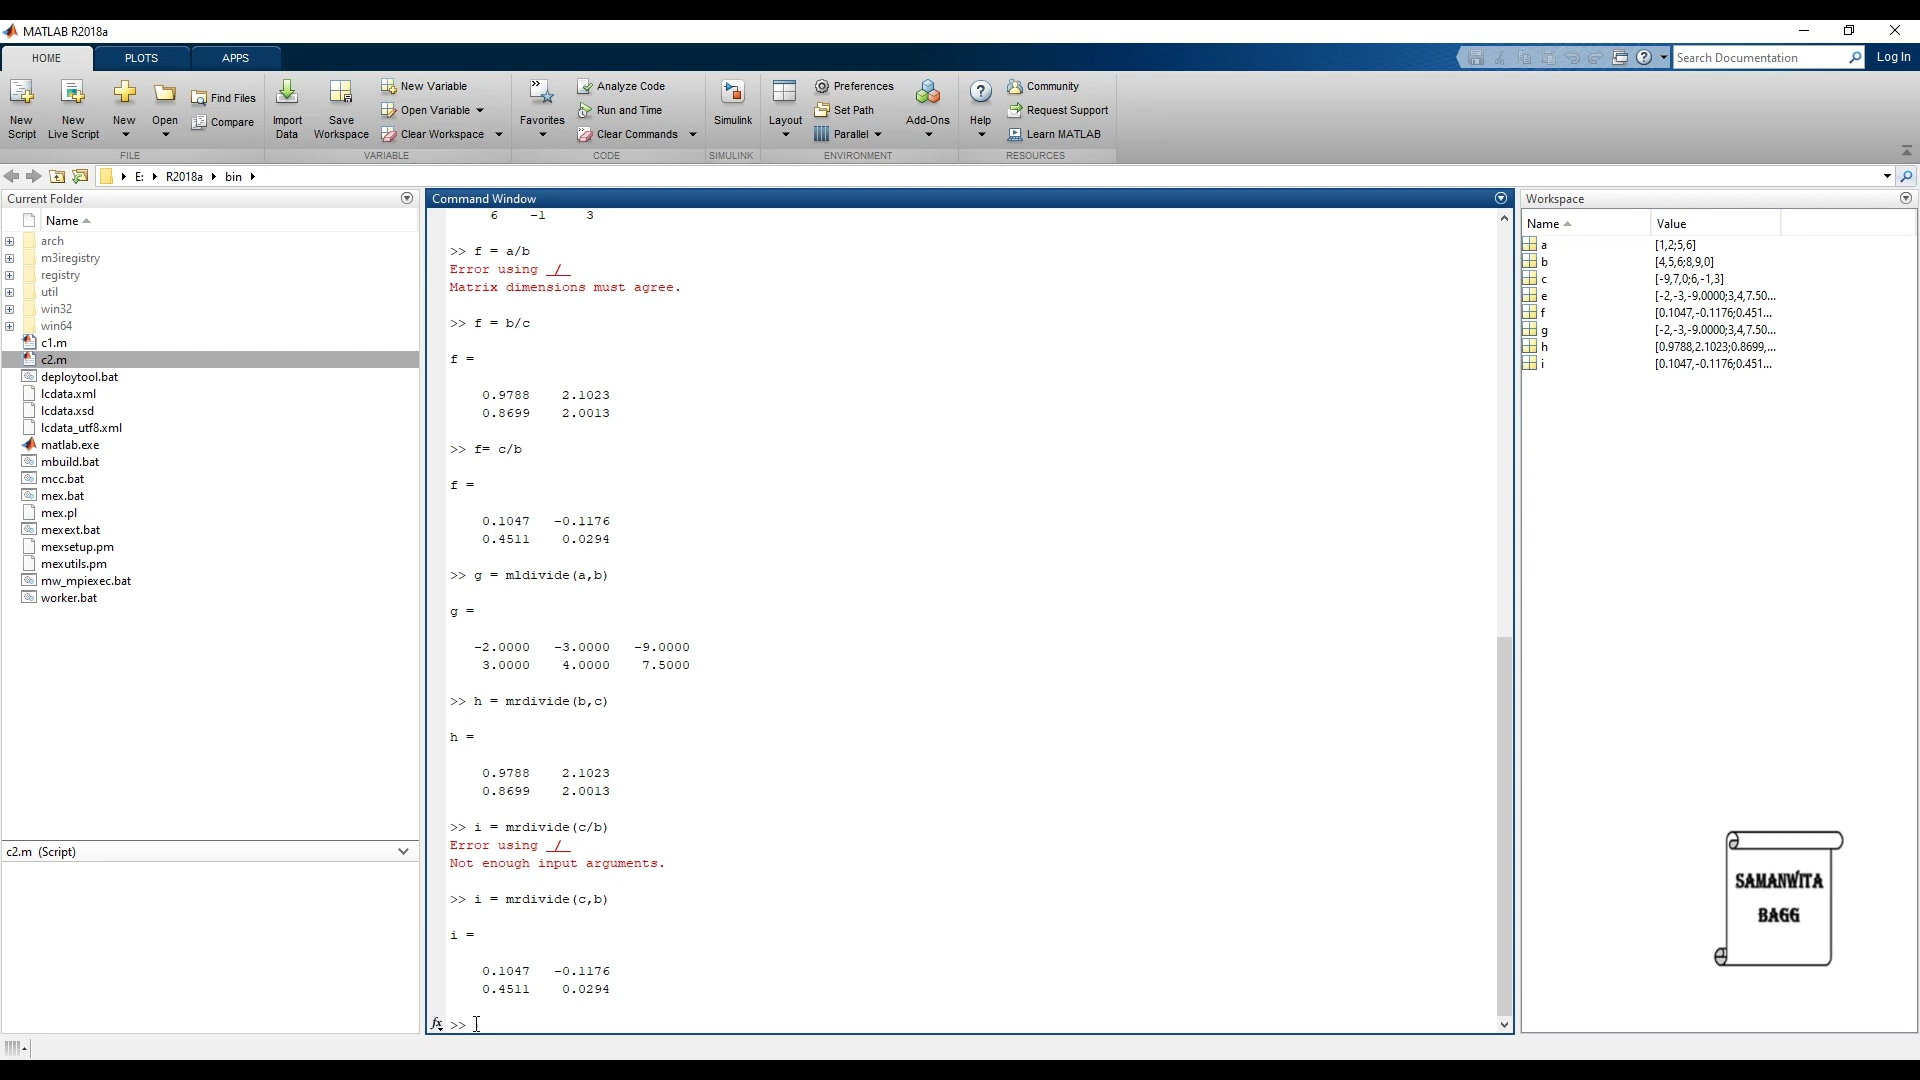 MATLAB R2018a
HOME PLOTS APPS
Search Documentation Log In
New Script
New Live Script
New
Open
Find Files
Compare
Import Data
Save Workspace
New Variable
Open Variable
Clear Workspace
Favorites
Analyze Code
Run and Time
Clear Commands
Simulink
Layout
Preferences
Set Path
Parallel
Add-Ons
Help
Community
Request Support
Learn MATLAB
FILE VARIABLE CODE SIMULINK ENVIRONMENT RESOURCES
E: R2018a bin
Current Folder
Name
arch
m3iregistry
registry
util
win32
win64
c1.m
c2.m
deploytool.bat
lcdata.xml
lcdata.xsd
lcdata_utf8.xml
matlab.exe
mbuild.bat
mcc.bat
mex.bat
mex.pl
mexext.bat
mexsetup.pm
mexutils.pm
mw_mpiexec.bat
worker.bat
c2.m (Script)
Command Window
6 -1 3
>> f = a/b
Error using /
Matrix dimensions must agree.
>> f = b/c
f =
0.9788 2.1023
0.8699 2.0013
>> f= c/b
f =
0.1047 -0.1176
0.4511 0.0294
>> g = mldivide(a,b)
g =
-2.0000 -3.0000 -9.0000
3.0000 4.0000 7.5000
>> h = mrdivide(b,c)
h =
0.9788 2.1023
0.8699 2.0013
>> i = mrdivide(c/b)
Error using /
Not enough input arguments.
>> i = mrdivide(c,b)
i =
0.1047 -0.1176
0.4511 0.0294
fx >>
Workspace
Name Value
a [1,2;5,6]
b [4,5,6;8,9,0]
c [-9,7,0;6,-1,3]
e [-2,-3,-9.0000;3,4,7.50...
f [0.1047,-0.1176;0.451...
g [-2,-3,-9.0000;3,4,7.50...
h [0.9788,2.1023;0.8699,...
i [0.1047,-0.1176;0.451...
SAMANWITA
BAGG